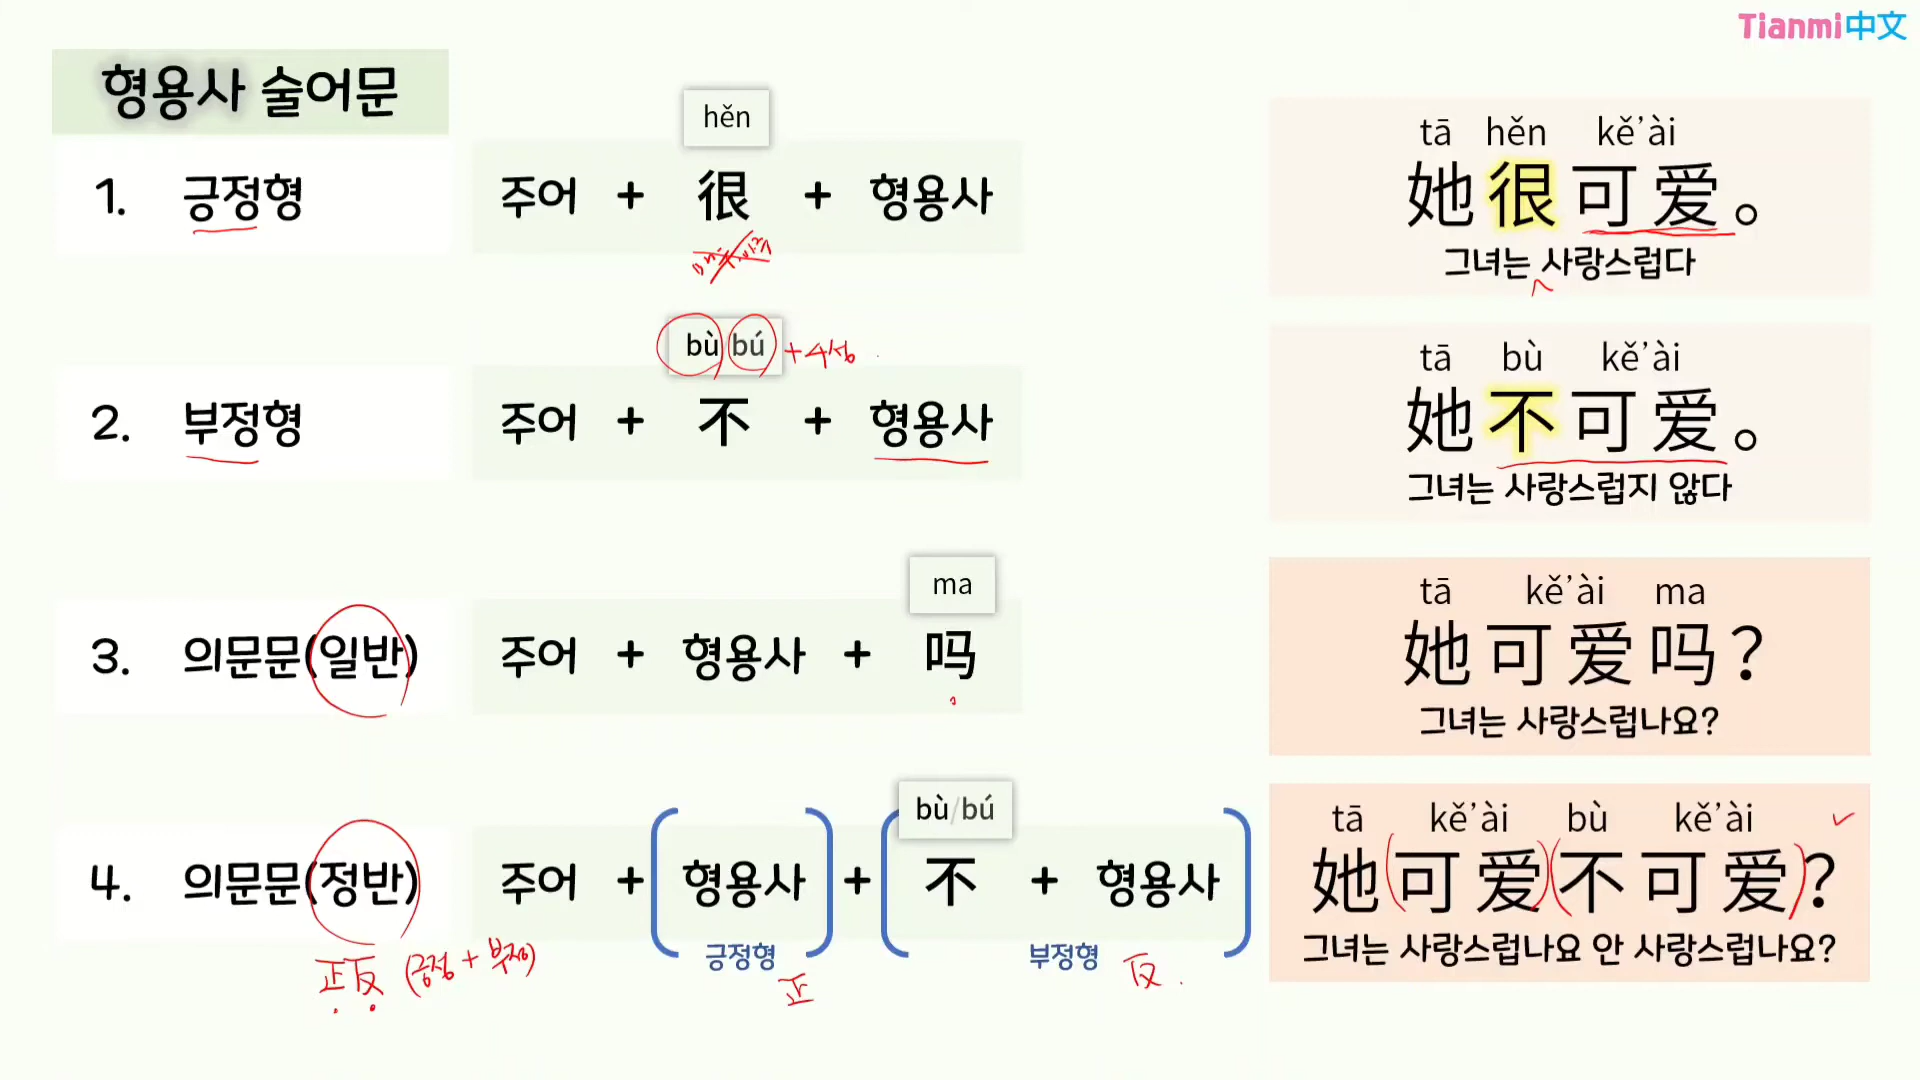 Tianmi中文
형용사 술어문
hěn
1. 긍정형
주어 + 很 + 형용사
tā hěn kě’ài
她很可爱。
그녀는 사랑스럽다
bù bú +4성
2. 부정형
주어 + 不 + 형용사
tā bù kě’ài
她不可爱。
그녀는 사랑스럽지 않다
ma
3. 의문문(일반)
주어 + 형용사 + 吗
tā kě’ài ma
她可爱吗?
그녀는 사랑스럽나요?
bù/bú
4. 의문문(정반)
주어 + 형용사 + 不 + 형용사
긍정형 正
부정형 反
正反 (긍정 + 부정)
tā kě’ài bù kě’ài
她(可爱)(不可爱)?
그녀는 사랑스럽나요 안 사랑스럽나요?